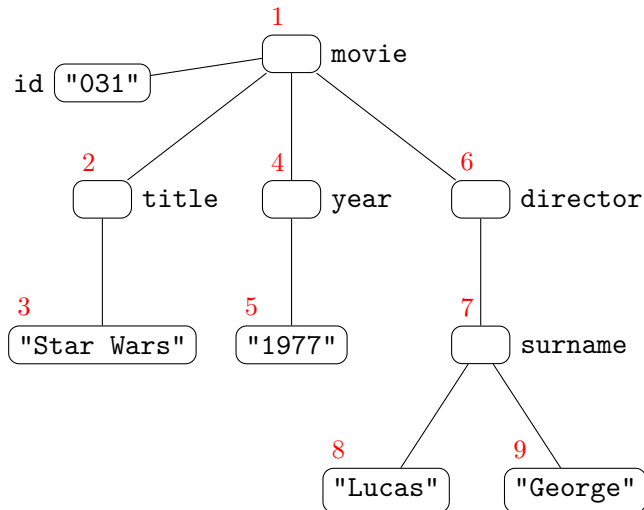 1
movie
id "031"
2 4 6
title year director
3 5 7
"Star Wars" "1977" surname
8 9
"Lucas" "George"